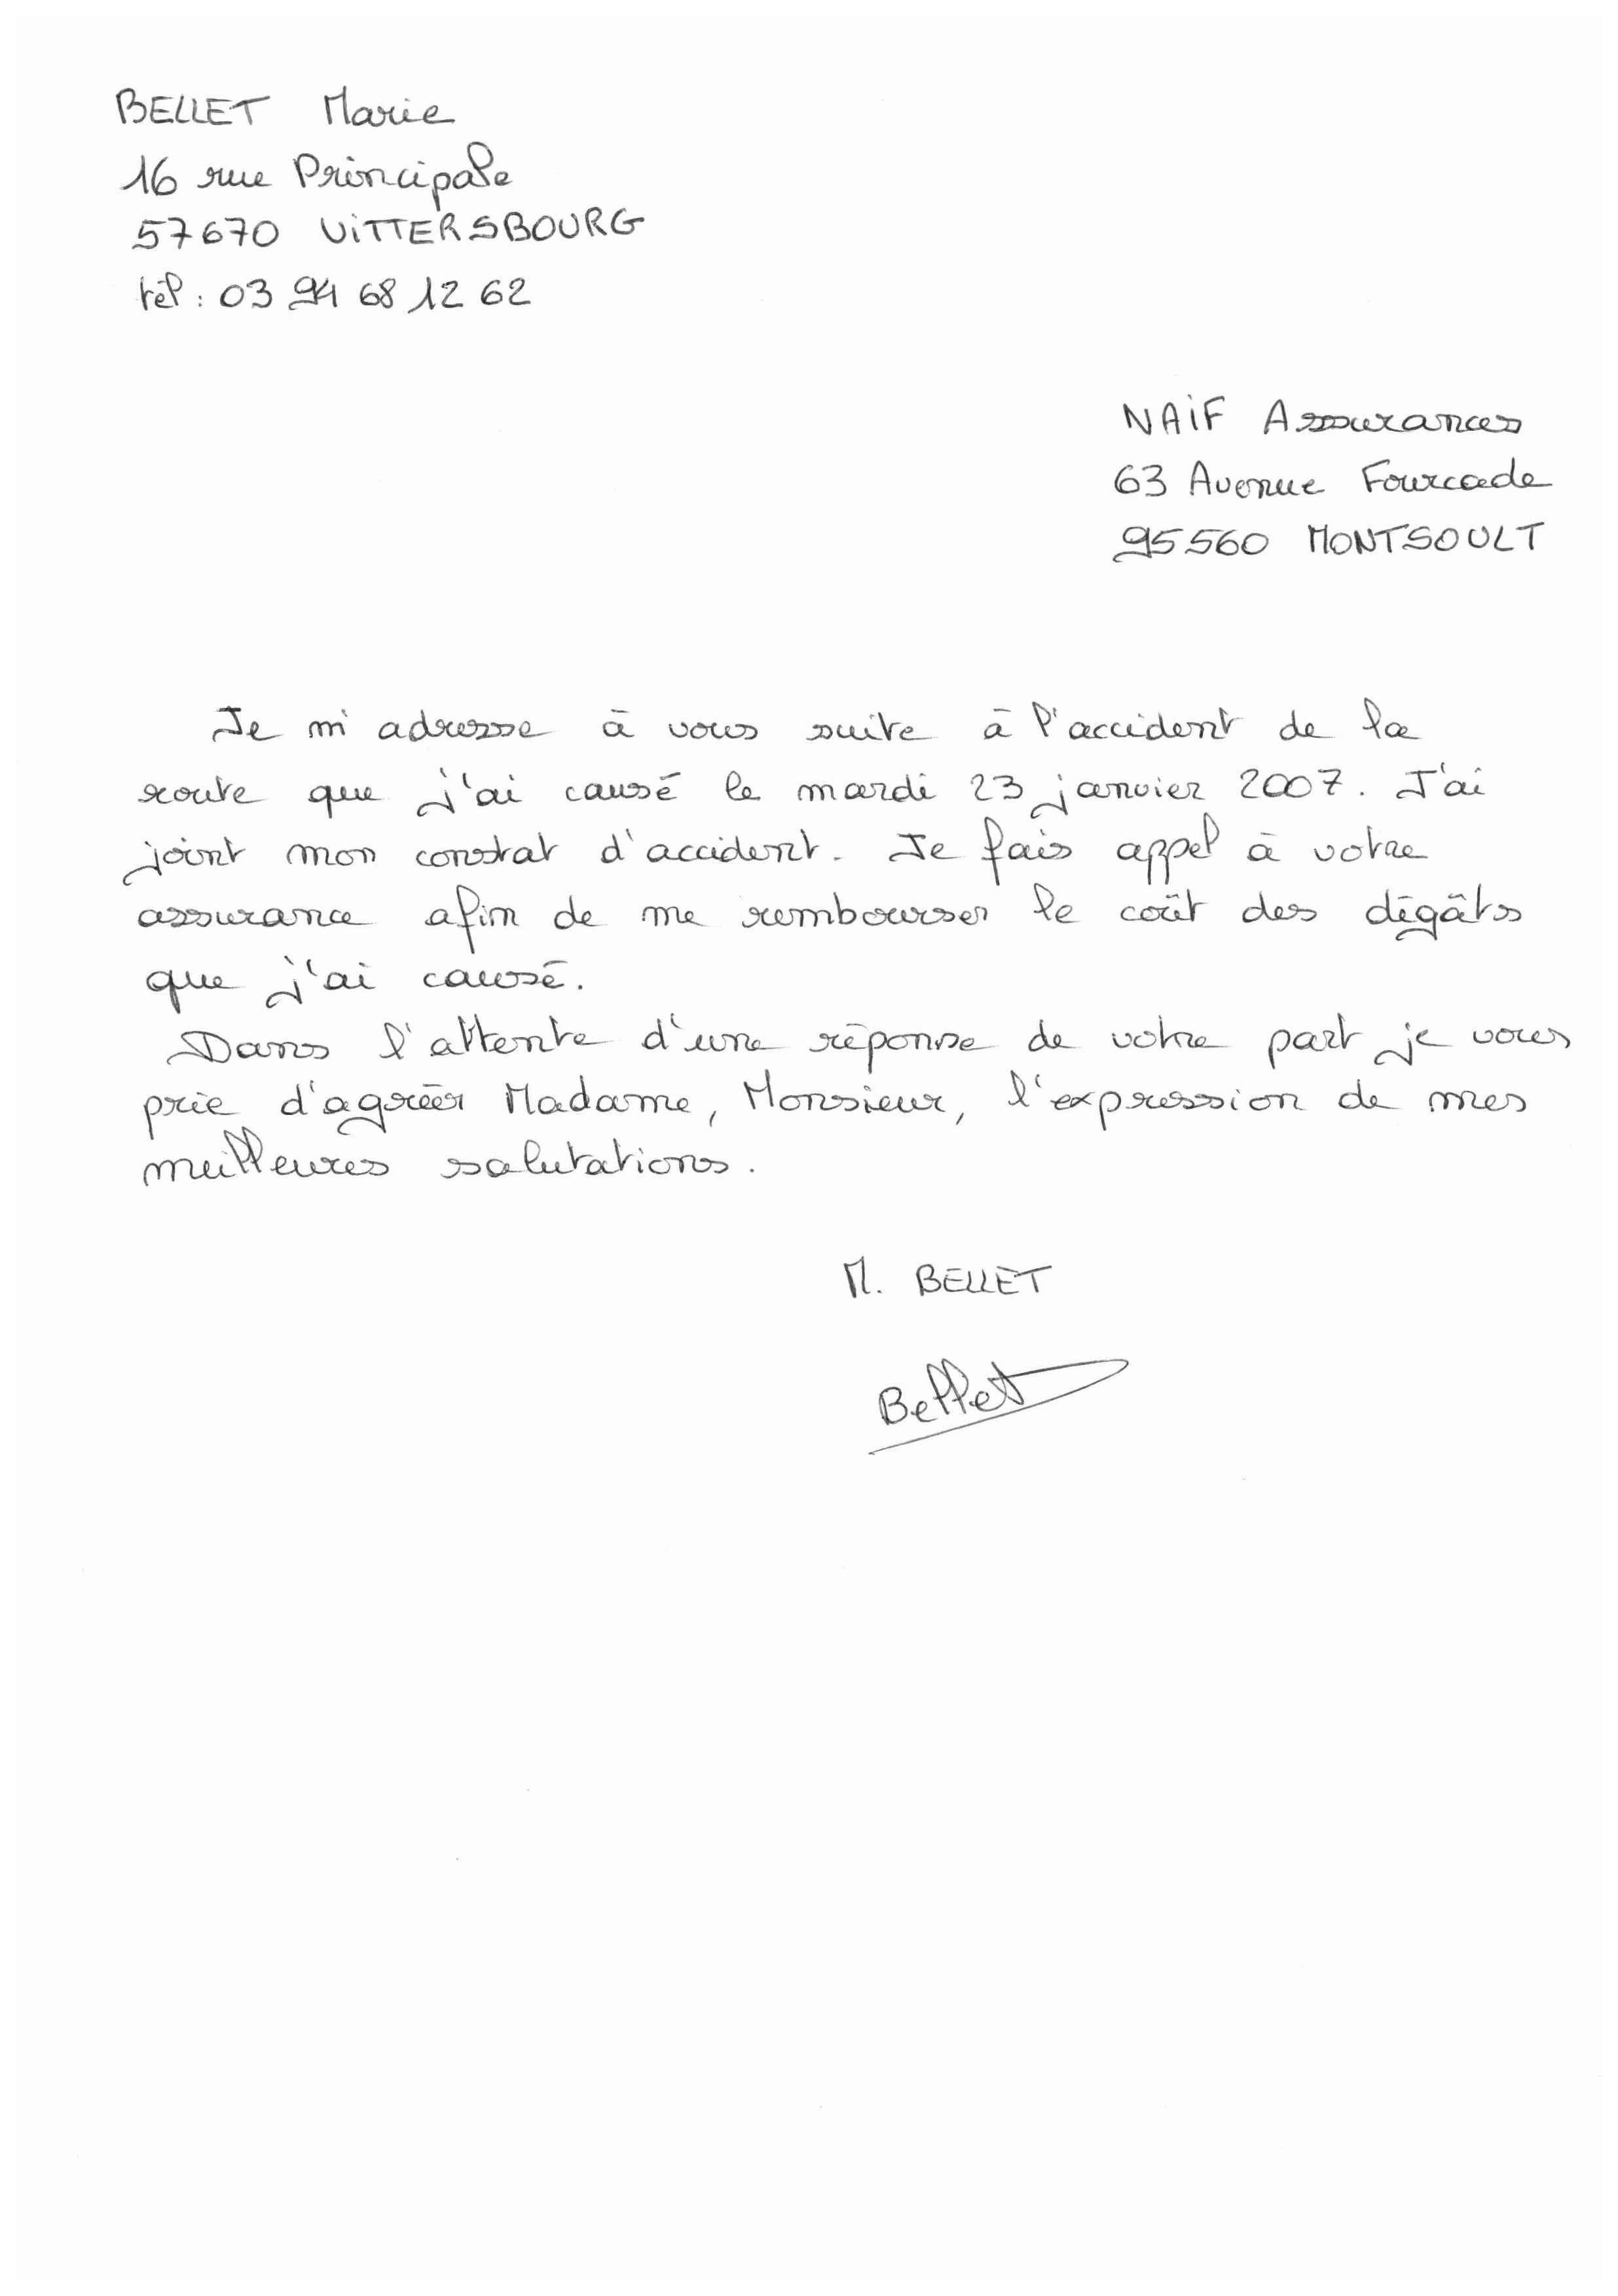 BELLET Marie
16 rue Principale
57670 ViTTERSBOURG
tél : 03 94 68 12 62
NAiF Assurances
63 Avenue Fourcade
95560 MONTSOULT
Je m'adresse à vous suite à l'accident de la
route que j'ai causé le mardi 23 janvier 2007. J'ai
joint mon constat d'accident. Je fais appel à votre
assurance afin de me rembourser le coût des dégâts
que j'ai causé.
Dans l'attente d'une réponse de votre part je vous
prie d'agréér Madame, Monsieur, l'expression de mes
meilleures salutations.
M. BELLET
Bellet